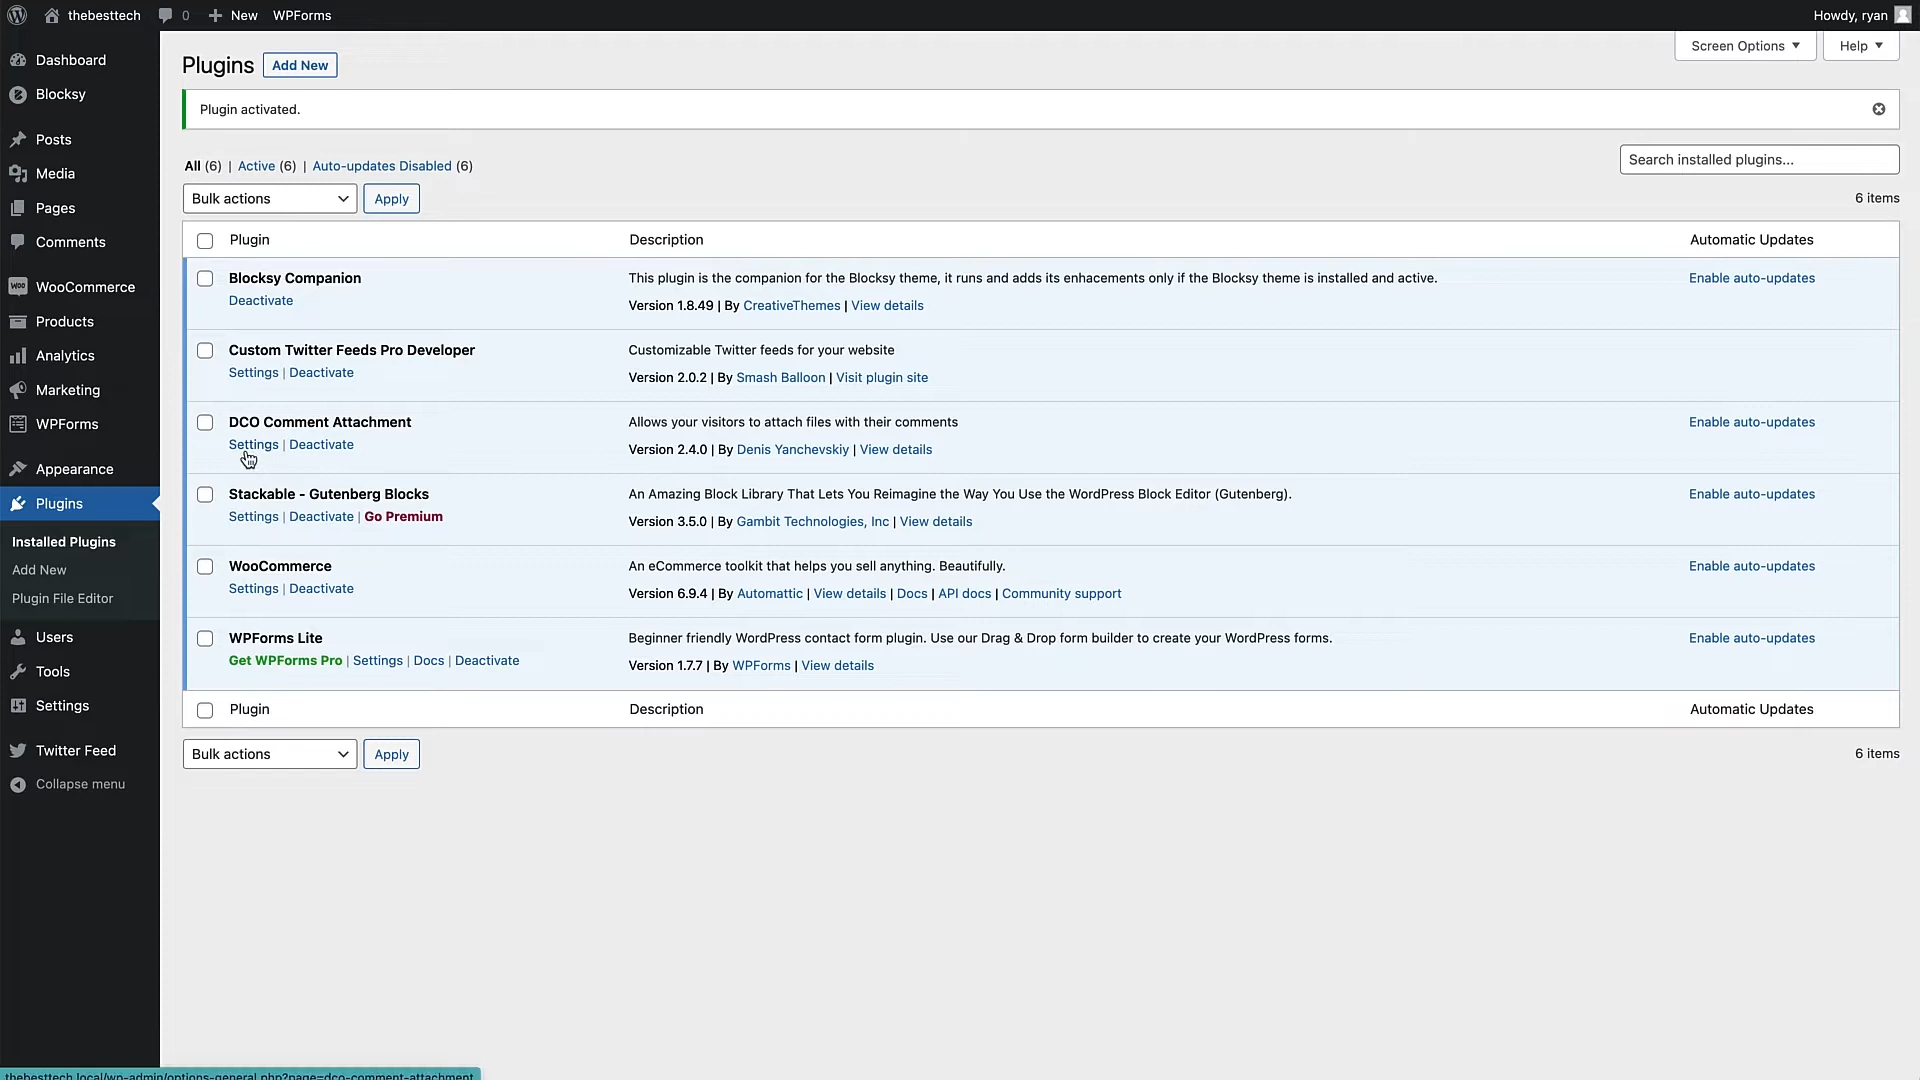 thebesttech 0 New WPForms Howdy, ryan
Dashboard
Blocksy
Posts
Media
Pages
Comments
WooCommerce
Products
Analytics
Marketing
WPForms
Appearance
Plugins
Installed Plugins
Add New
Plugin File Editor
Users
Tools
Settings
Twitter Feed
Collapse menu
Screen Options Help
Plugins Add New
Plugin activated.
All (6) | Active (6) | Auto-updates Disabled (6)
Search installed plugins...
Bulk actions Apply 6 items
Plugin Description Automatic Updates
Blocksy Companion This plugin is the companion for the Blocksy theme, it runs and adds its enhacements only if the Blocksy theme is installed and active. Enable auto-updates
Deactivate
Version 1.8.49 | By CreativeThemes | View details
Custom Twitter Feeds Pro Developer Customizable Twitter feeds for your website
Settings | Deactivate
Version 2.0.2 | By Smash Balloon | Visit plugin site
DCO Comment Attachment Allows your visitors to attach files with their comments Enable auto-updates
Settings | Deactivate
Version 2.4.0 | By Denis Yanchevskiy | View details
Stackable - Gutenberg Blocks An Amazing Block Library That Lets You Reimagine the Way You Use the WordPress Block Editor (Gutenberg). Enable auto-updates
Settings | Deactivate | Go Premium
Version 3.5.0 | By Gambit Technologies, Inc | View details
WooCommerce An eCommerce toolkit that helps you sell anything. Beautifully. Enable auto-updates
Settings | Deactivate
Version 6.9.4 | By Automattic | View details | Docs | API docs | Community support
WPForms Lite Beginner friendly WordPress contact form plugin. Use our Drag & Drop form builder to create your WordPress forms. Enable auto-updates
Get WPForms Pro | Settings | Docs | Deactivate
Version 1.7.7 | By WPForms | View details
Plugin Description Automatic Updates
Bulk actions Apply 6 items
thebesttech.local/wp-admin/options-general.php?page=dco-comment-attachment